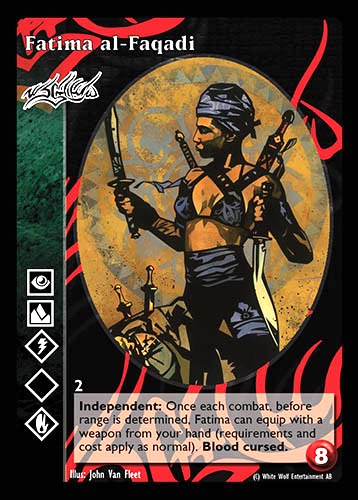 Fatima al-Faqadi
2
Independent: Once each combat, before
range is determined, Fatima can equip with a
weapon from your hand (requirements and
cost apply as normal). Blood cursed.
8
Illus: John Van Fleet
(C) White Wolf Entertainment AB